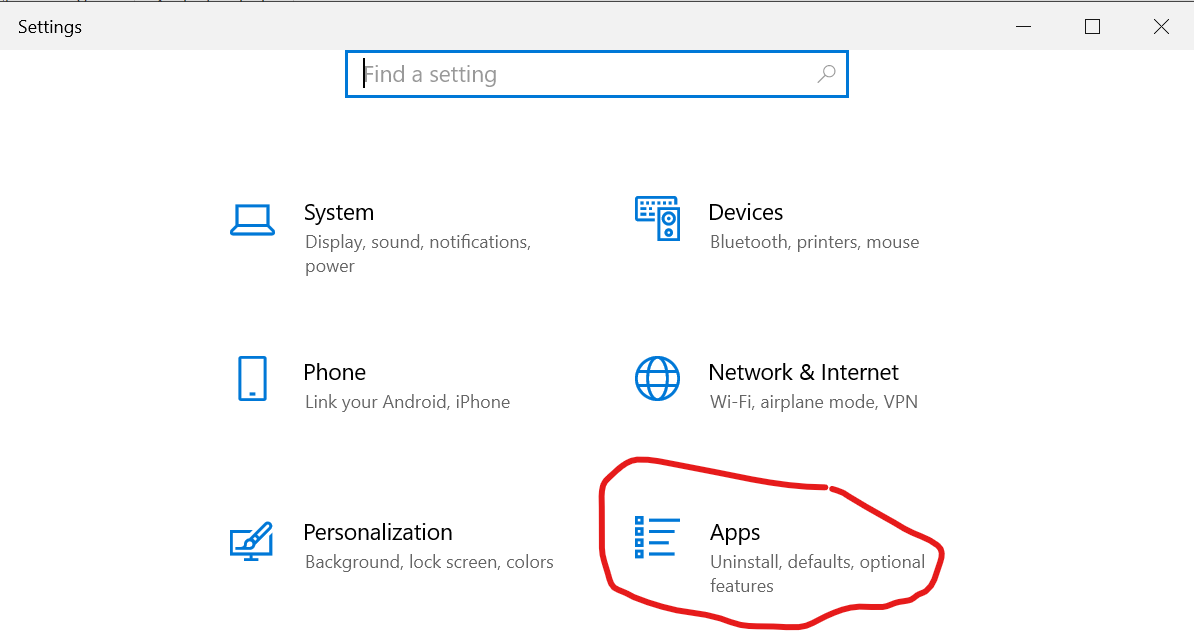 Settings
Find a setting
System
Display, sound, notifications,
power
Devices
Bluetooth, printers, mouse
Phone
Link your Android, iPhone
Network & Internet
Wi-Fi, airplane mode, VPN
Personalization
Background, lock screen, colors
Apps
Uninstall, defaults, optional
features